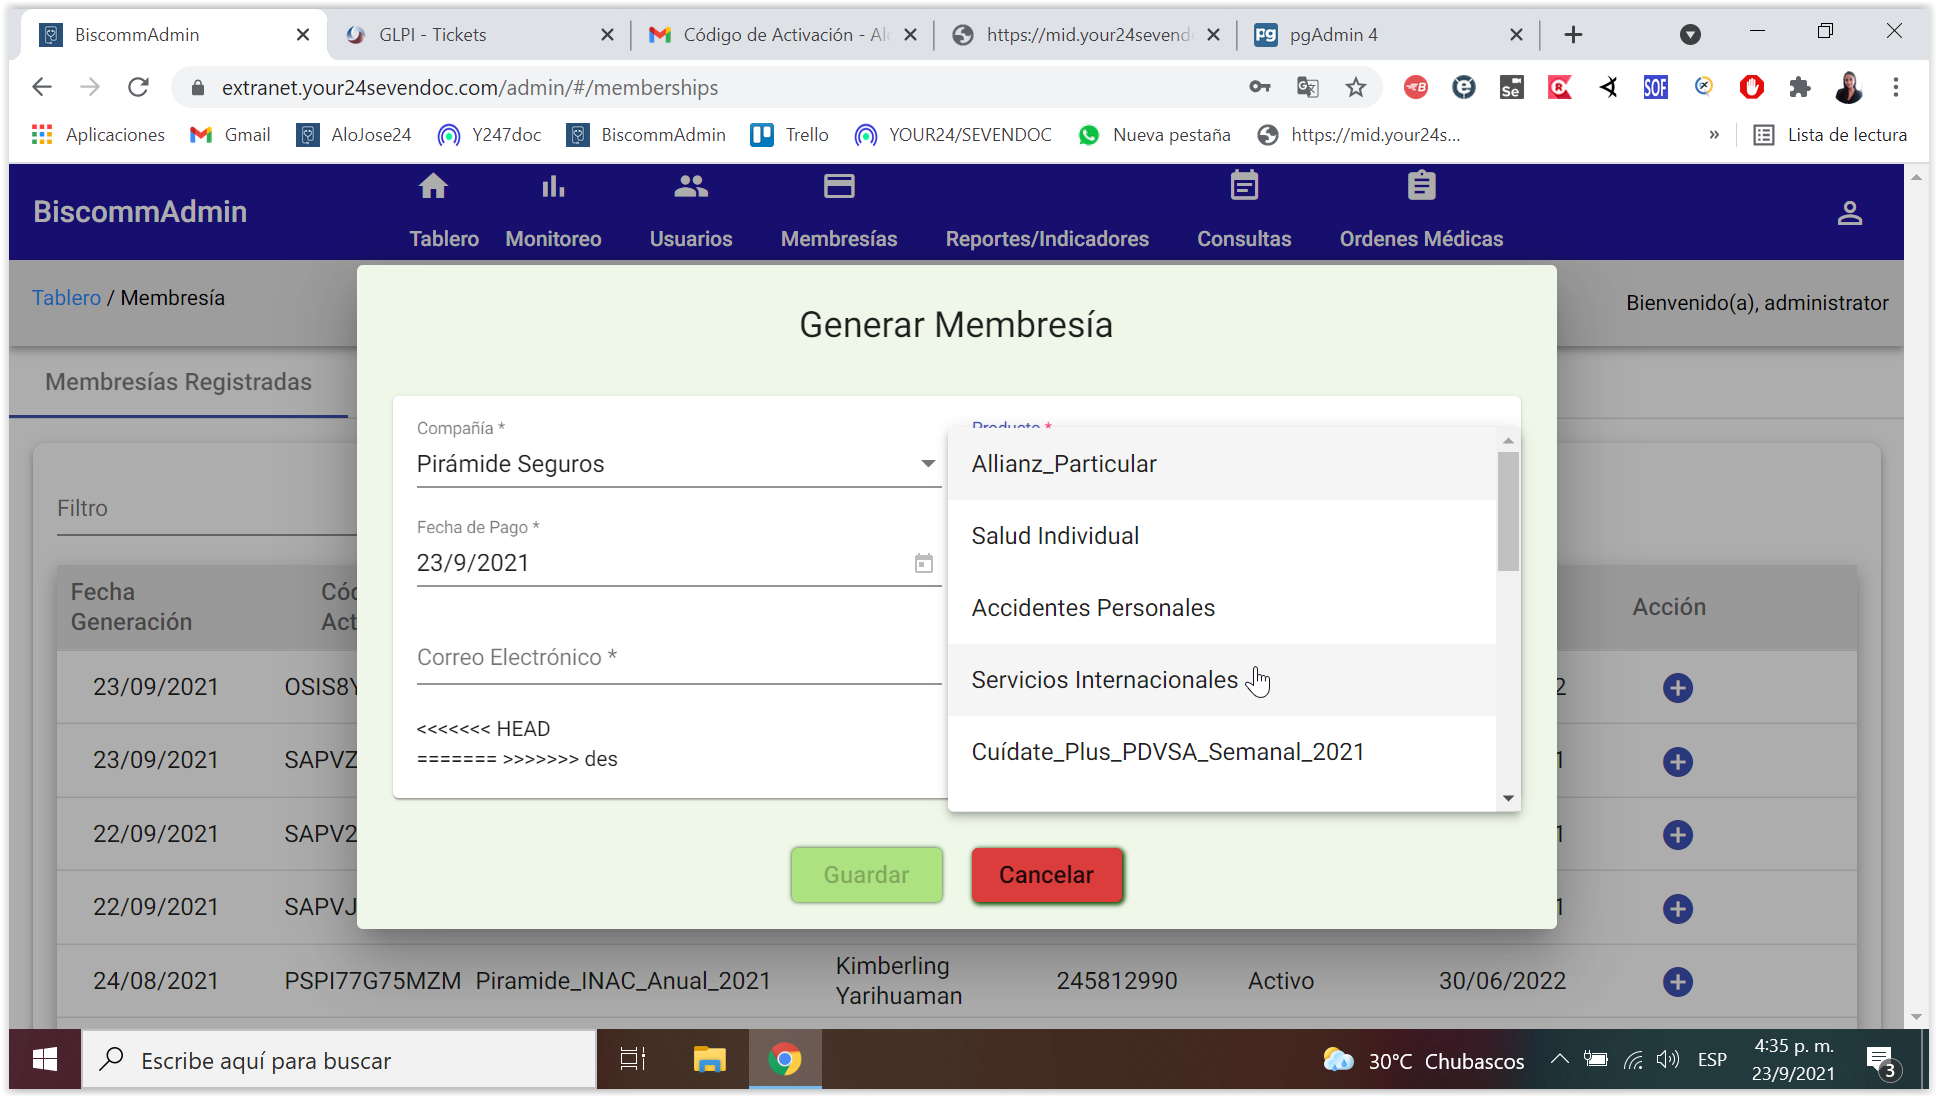 BiscommAdmin
GLPI - Tickets
Código de Activación - Al
https://mid.your24sevend
pgAdmin 4
extranet.your24sevendoc.com/admin/#/memberships
Aplicaciones
Gmail
AloJose24
Y247doc
BiscommAdmin
Trello
YOUR24/SEVENDOC
Nueva pestaña
https://mid.your24s...
»
Lista de lectura
BiscommAdmin
Tablero
Monitoreo
Usuarios
Membresías
Reportes/Indicadores
Consultas
Ordenes Médicas
Tablero / Membresía
Bienvenido(a), administrator
Generar Membresía
Membresías Registradas
Compañía *
Producto *
Pirámide Seguros
Allianz_Particular
Filtro
Fecha de Pago *
Salud Individual
23/9/2021
Fecha Generación
Có
Act
Accidentes Personales
Acción
Correo Electrónico *
23/09/2021 OSIS8Y
Servicios Internacionales
2
<<<<<<< HEAD
======= >>>>>>> des
23/09/2021 SAPVZ
Cuídate_Plus_PDVSA_Semanal_2021
1
22/09/2021 SAPV2
1
Guardar
Cancelar
22/09/2021 SAPVJ
1
24/08/2021 PSPI77G75MZM Piramide_INAC_Anual_2021 Kimberling Yarihuaman 245812990 Activo 30/06/2022
Escribe aquí para buscar
30°C Chubascos
ESP
4:35 p. m.
23/9/2021
3